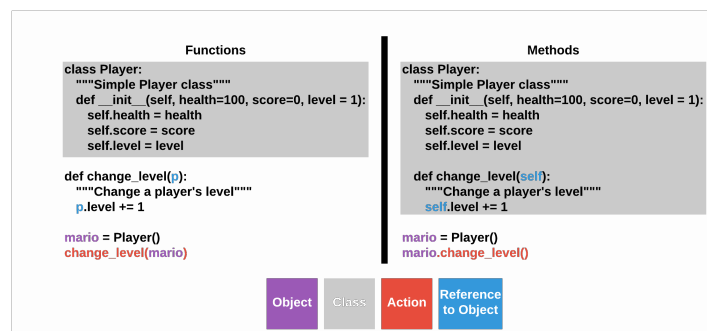 Functions
class Player:
"""Simple Player class"""
def __init__(self, health=100, score=0, level = 1):
self.health = health
self.score = score
self.level = level
def change_level(p):
"""Change a player's level"""
p.level += 1
mario = Player()
change_level(mario)
Methods
class Player:
"""Simple Player class"""
def __init__(self, health=100, score=0, level = 1):
self.health = health
self.score = score
self.level = level
def change_level(self):
"""Change a player's level"""
self.level += 1
mario = Player()
mario.change_level()
Object
Class
Action
Reference
to Object